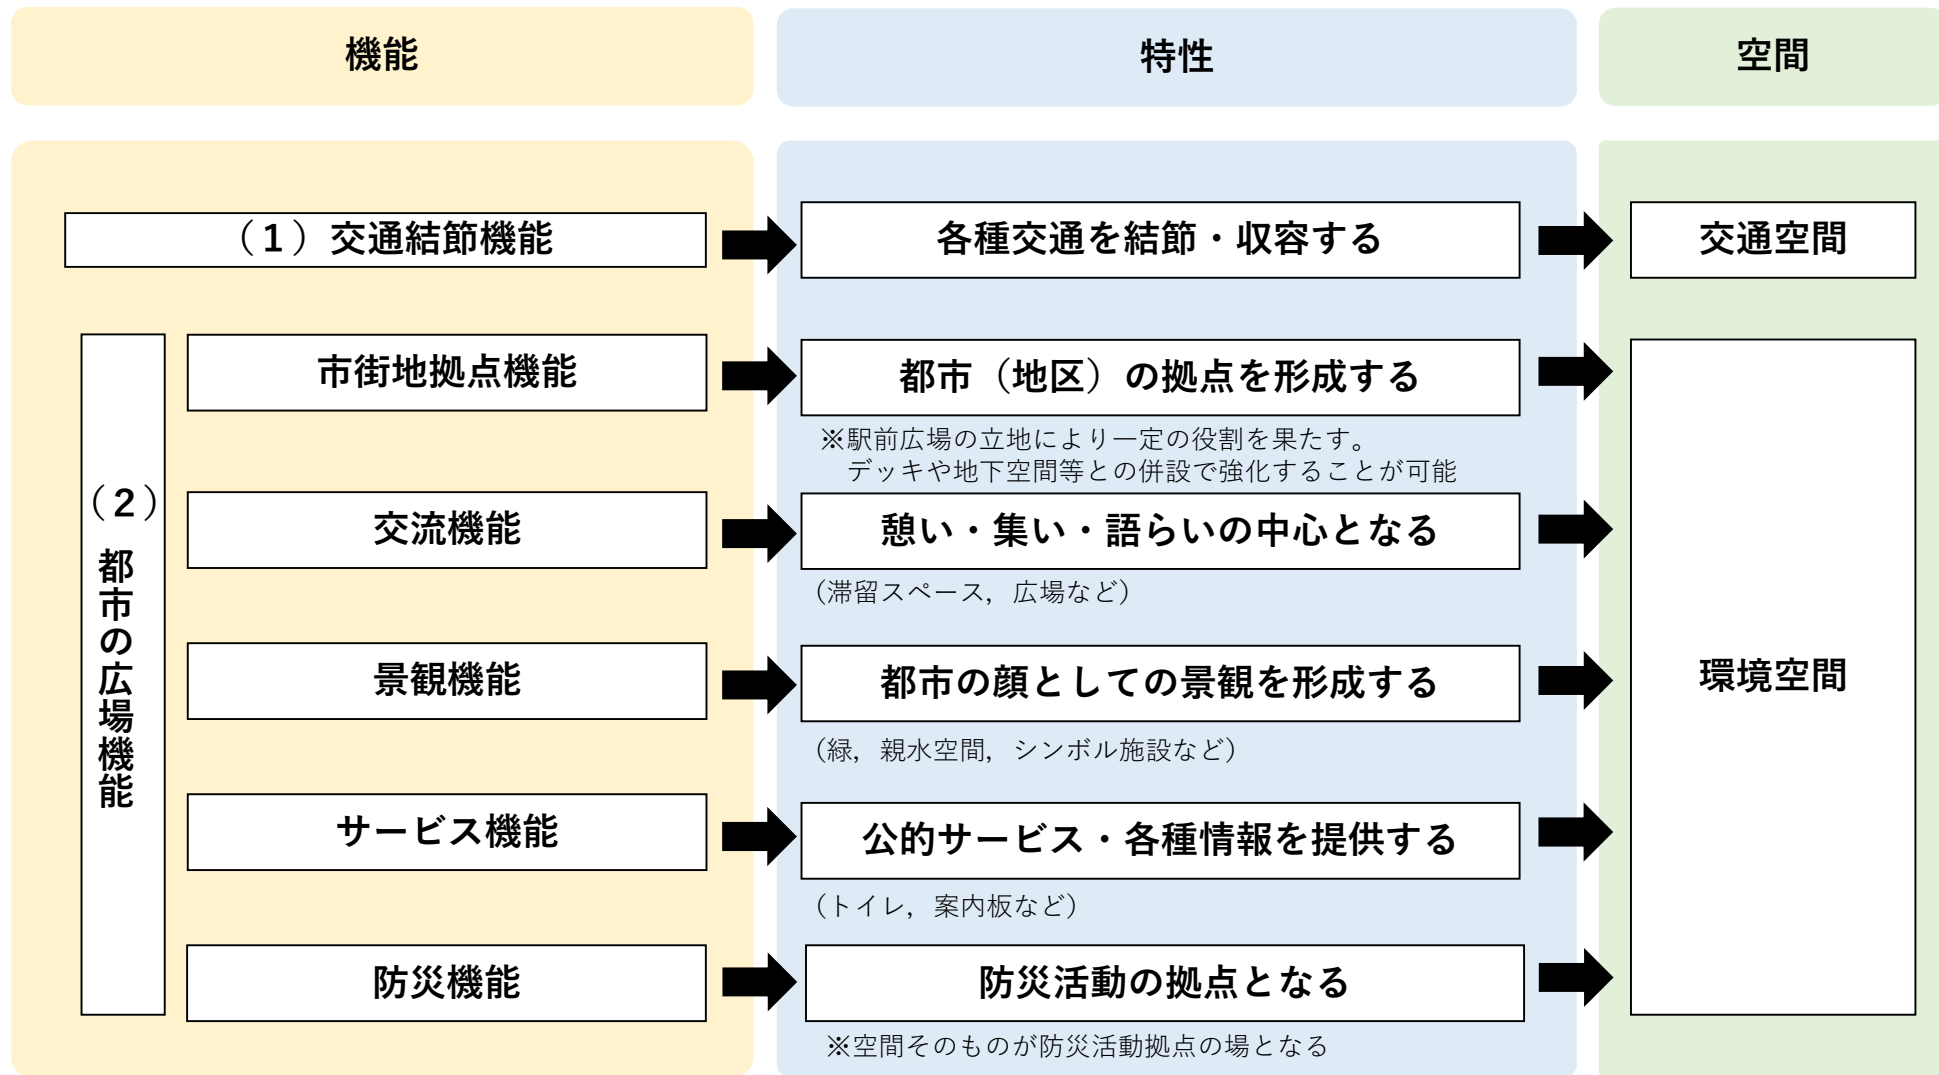 機能
特性
空間
（1）交通結節機能
各種交通を結節・収容する
交通空間
（2）都市の広場機能
市街地拠点機能
都市（地区）の拠点を形成する
※駅前広場の立地により一定の役割を果たす。
デッキや地下空間等との併設で強化することが可能
交流機能
憩い・集い・語らいの中心となる
（滞留スペース，広場など）
景観機能
都市の顔としての景観を形成する
（緑，親水空間，シンボル施設など）
サービス機能
公的サービス・各種情報を提供する
（トイレ，案内板など）
防災機能
防災活動の拠点となる
※空間そのものが防災活動拠点の場となる
環境空間